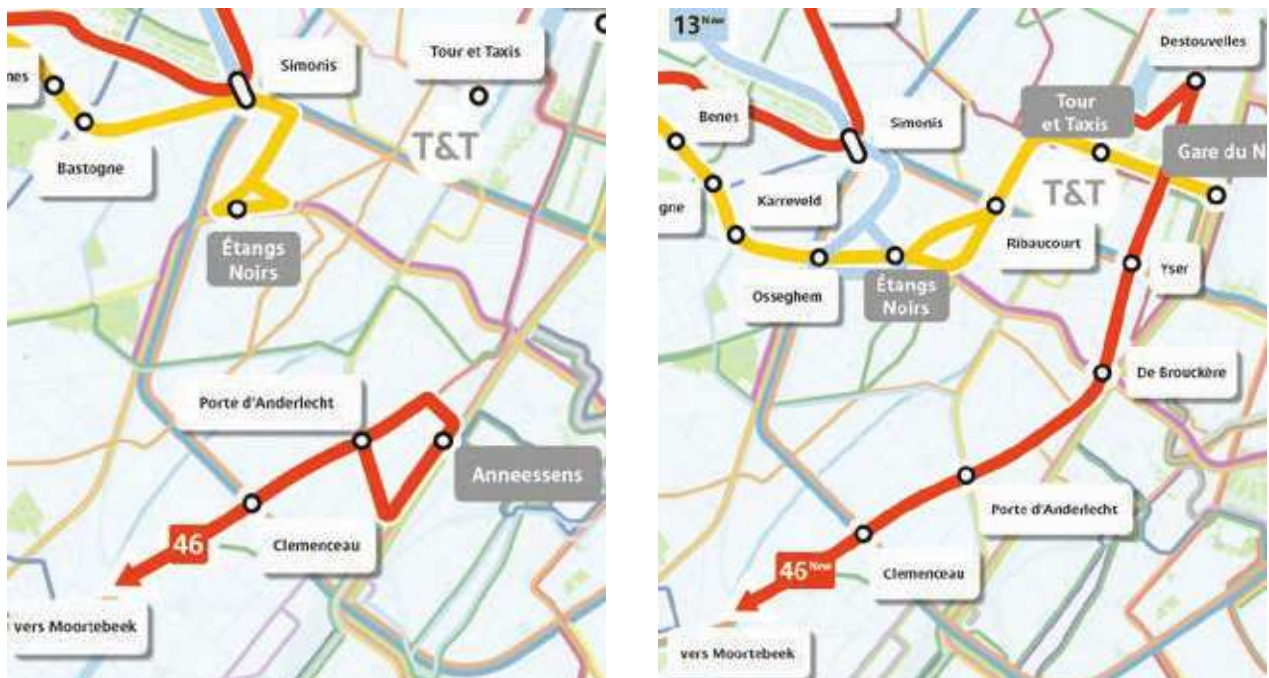 Simonis
Tour et Taxis
nes
T&T
Bastogne
Étangs
Noirs
Porte d'Anderlecht
Anneessens
46
Clemenceau
vers Moortebeek
13 New
Destouvelles
Tour
et Taxis
Benes
Simonis
Gare du N
T&T
Karreveld
gne
Ribaucourt
Yser
Osseghem
Étangs
Noirs
De Brouckère
Porte d'Anderlecht
46 New
Clemenceau
vers Moortebeek